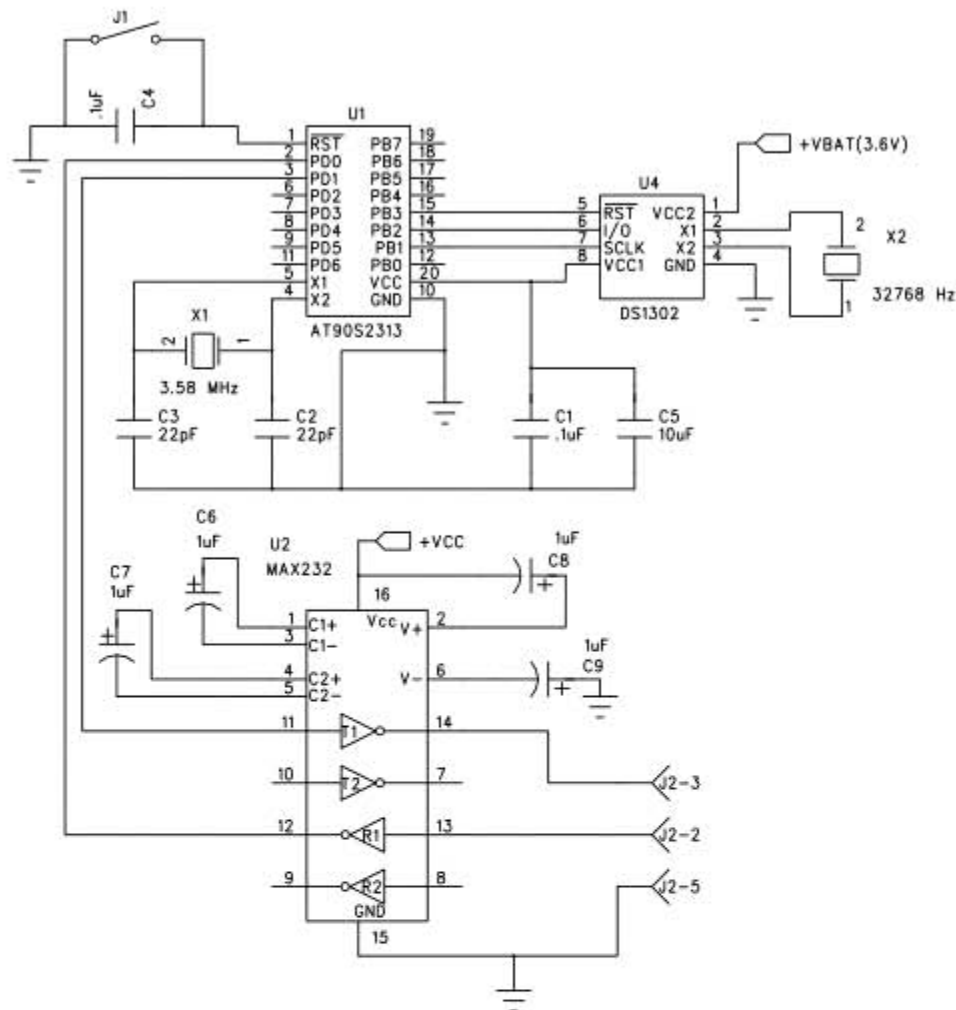 J1
.1uF
C4
U1
1 RST PB7 19
2 PD0 PB6 18
3 PD1 PB5 17
6 PD2 PB4 16
7 PD3 PB3 15
8 PD4 PB2 14
9 PD5 PB1 13
11 PD6 PB0 12
5 X1 VCC 20
4 X2 GND 10
AT90S2313
+VBAT(3.6V)
U4
5 RST VCC2 1
6 I/O X1 2
7 SCLK X2 3
8 VCC1 GND 4
DS1302
2
X2
1
32768 Hz
X1
2
1
3.58 MHz
C3
22pF
C2
22pF
C1
.1uF
C5
10uF
C6
1uF
C7
1uF
U2
MAX232
+VCC
1uF
C8
+
+
+
16
Vcc
1 C1+ V+ 2
3 C1-
4 C2+ V- 6
5 C2-
1uF
C9
+
11 T1 14
10 T2 7
12 R1 13
9 R2 8
GND
15
J2-3
J2-2
J2-5